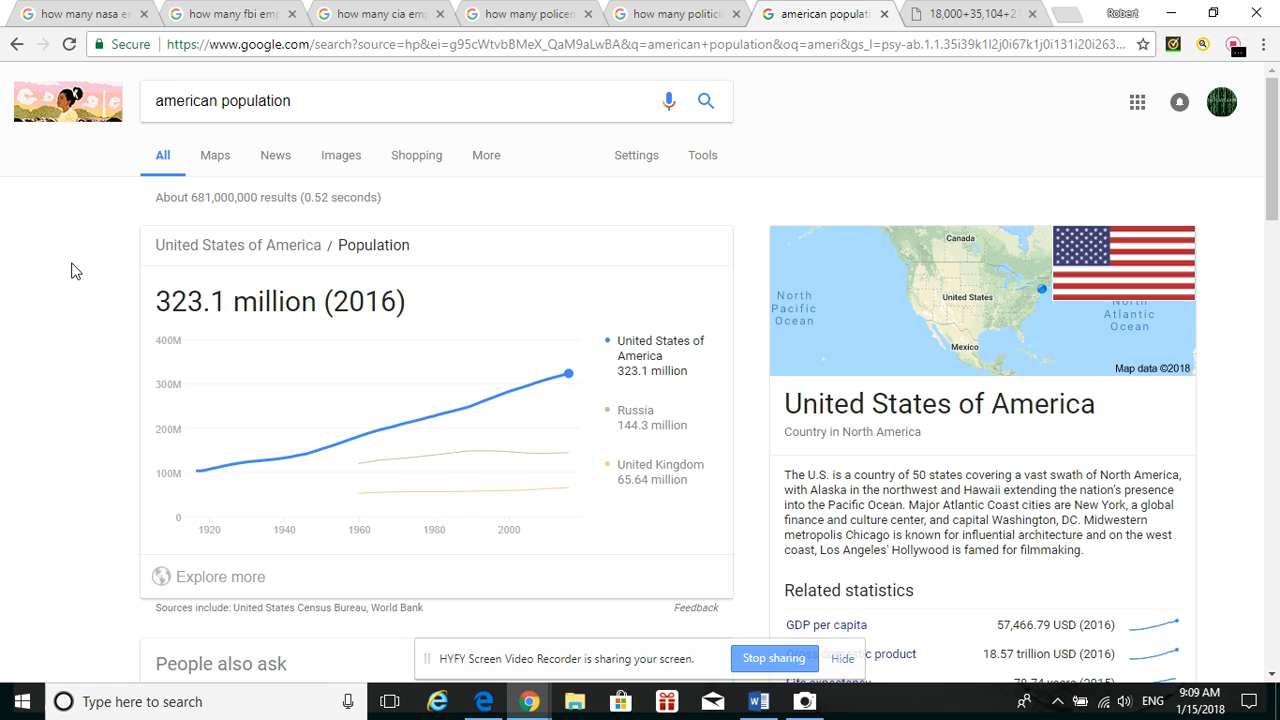 how many nasa e
how many fbi emp
how many cia em
how many policen
how many politici
american populati
18,000+35,104+2
Robert
Secure
https://www.google.com/search?source=hp&ei=g95cWtvbBMeX_QaM9aLwBA&q=american+population&oq=ameri&gs_l=psy-ab.1.1.35i39k1l2j0i67k1j0i131i20i263...
american population
All
Maps
News
Images
Shopping
More
Settings
Tools
About 681,000,000 results (0.52 seconds)
United States of America / Population
323.1 million (2016)
400M
300M
200M
100M
0
1920
1940
1960
1980
2000
United States of
America
323.1 million
Russia
144.3 million
United Kingdom
65.64 million
Explore more
Sources include: United States Census Bureau, World Bank
Feedback
People also ask
Canada
North
Pacific
Ocean
United States
Mexico
North
Atlantic
Ocean
Map data ©2018
United States of America
Country in North America
The U.S. is a country of 50 states covering a vast swath of North America,
with Alaska in the northwest and Hawaii extending the nation's presence
into the Pacific Ocean. Major Atlantic Coast cities are New York, a global
finance and culture center, and capital Washington, DC. Midwestern
metropolis Chicago is known for influential architecture and on the west
coast, Los Angeles' Hollywood is famed for filmmaking.
Related statistics
GDP per capita
57,466.79 USD (2016)
product
18.57 trillion USD (2016)
Life expectancy
78.74 years (2015)
HYFY Screen Video Recorder is sharing your screen.
Stop sharing
Hide
Type here to search
ENG
9:09 AM
1/15/2018